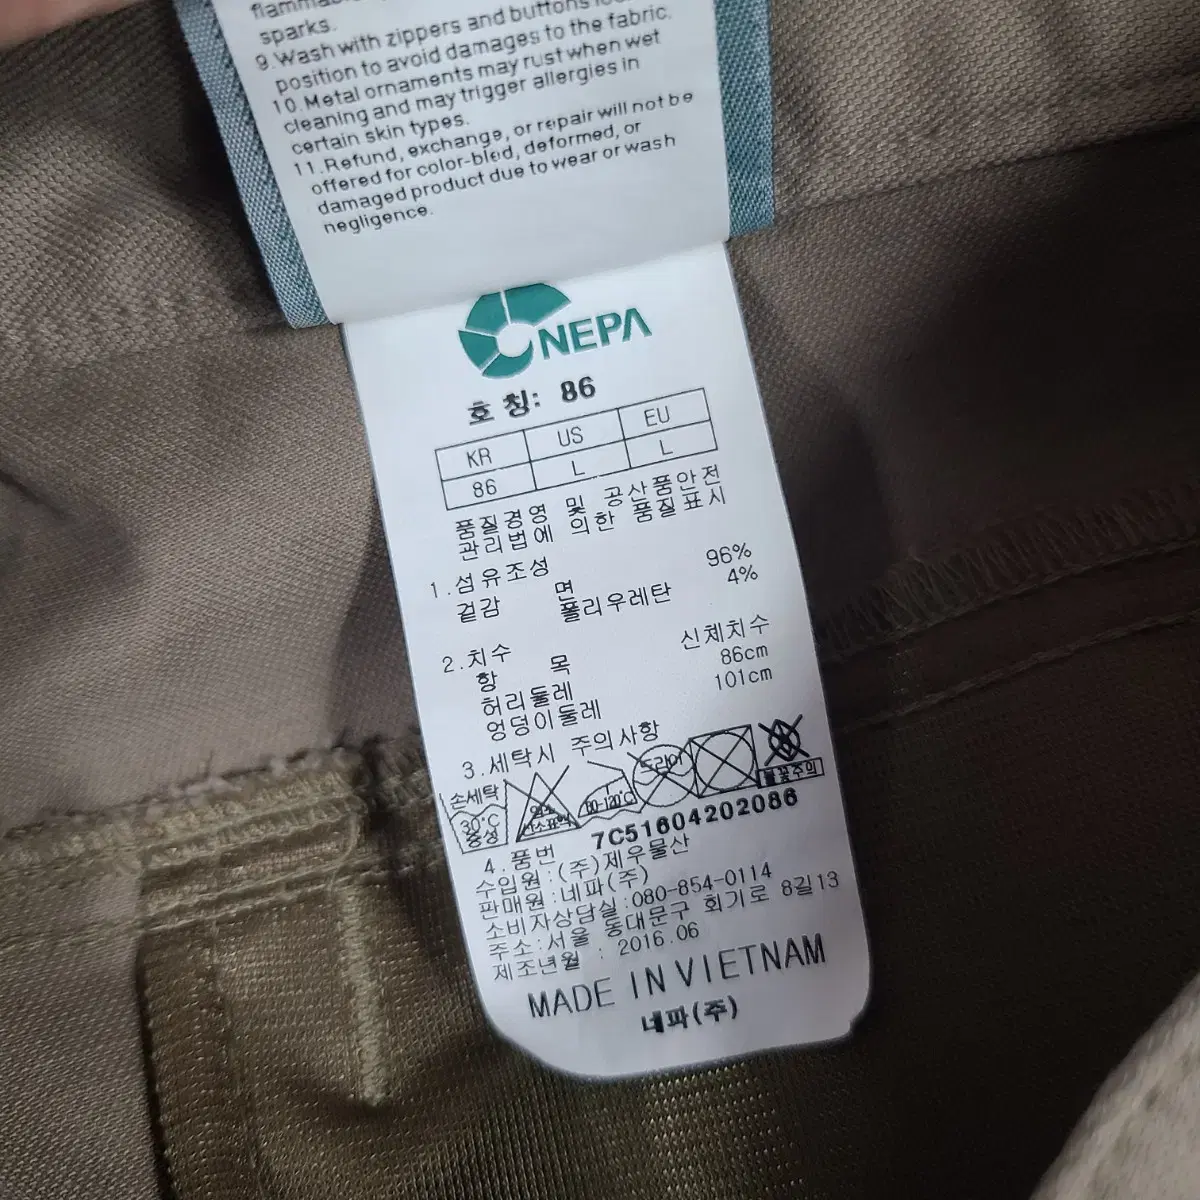 sparks.
9.Wash with zippers and buttons
position to avoid damages to the fabric.
10.Metal ornaments may rust when wet
cleaning and may trigger allergies in
certain skin types.
11.Refund, exchange, or repair will not be
offered for color-bled, deformed, or
damaged product due to wear or wash
negligence.
NEPA
호 칭: 86
KR US EU
86 L L
품질경영 및 공산품안전
관리법에 의한 품질표시
1.섬유조성
겉감 면 96%
폴리우레탄 4%
2.치수
항 목 신체치수
허리둘레 86cm
엉덩이둘레 101cm
3.세탁시 주의사항
손세탁
30°C
중성
드라이
물꿈주의
4.품번 7C51604202086
수입원:(주)제우물산
판매원:네파(주)
소비자상담실:080-854-0114
주소:서울 동대문구 회기로 8길13
제조년월 : 2016.06
MADE IN VIETNAM
네파(주)